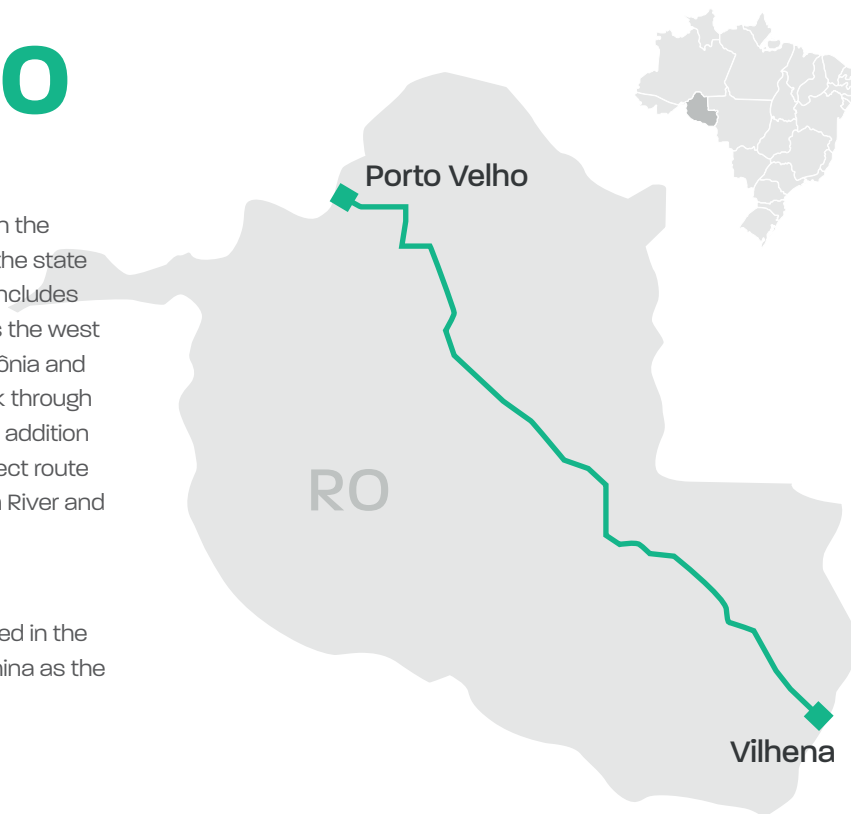 O
n the
the state
ncludes
s the west
ônia and
k through
addition
ect route
River and
ed in the
ina as the
Porto Velho
RO
Vilhena